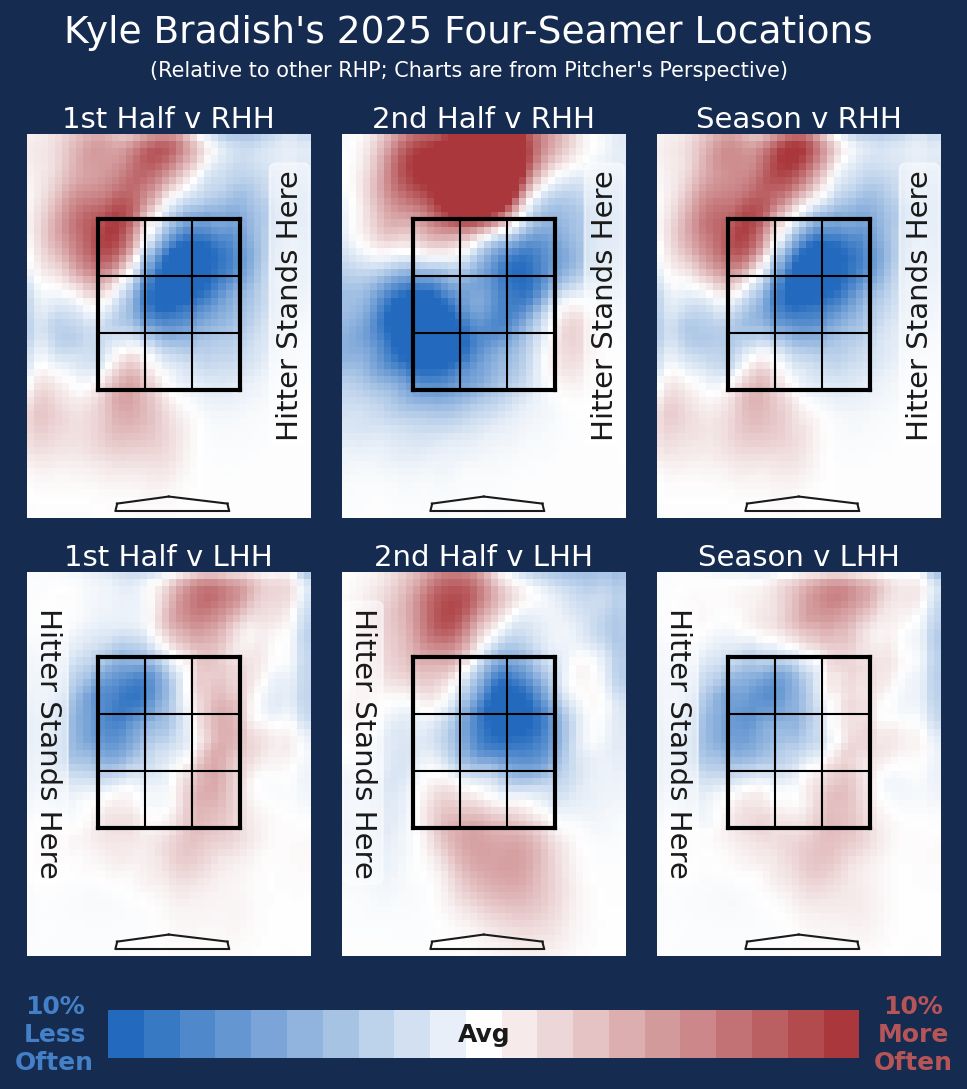 Kyle Bradish's 2025 Four-Seamer Locations
(Relative to other RHP; Charts are from Pitcher's Perspective)
1st Half v RHH
2nd Half v RHH
Season v RHH
Hitter Stands Here
Hitter Stands Here
Hitter Stands Here
1st Half v LHH
2nd Half v LHH
Season v LHH
Hitter Stands Here
Hitter Stands Here
Hitter Stands Here
10%
Less
Often
Avg
10%
More
Often